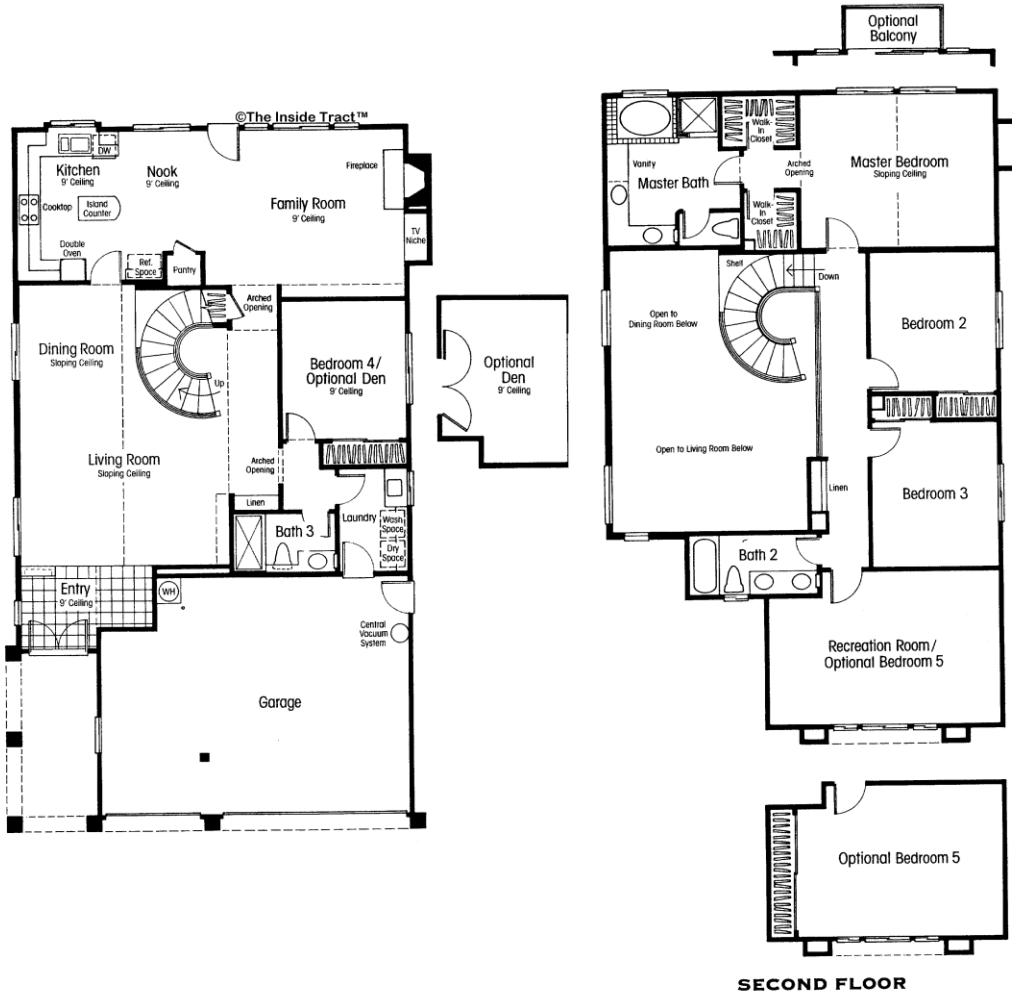 ©The Inside Tract™
DW
Kitchen
9' Ceiling
Nook
9' Ceiling
Fireplace
Family Room
9' Ceiling
Cooktop
Island
Counter
TV
Niche
Double
Oven
Ref.
Space
Pantry
Arched
Opening
Dining Room
Sloping Ceiling
Up
Bedroom 4/
Optional Den
9' Ceiling
Living Room
Sloping Ceiling
Arched
Opening
Linen
Bath 3
Laundry
Wash
Space
Dry
Space
Entry
9' Ceiling
WH
Central
Vacuum
System
Garage
Optional
Den
9' Ceiling
Optional
Balcony
Walk-
In
Closet
Vanity
Master Bath
Arched
Opening
Master Bedroom
Sloping Ceiling
Walk-
In
Closet
Shelf
Down
Open to
Dining Room Below
Bedroom 2
Open to Living Room Below
Linen
Bedroom 3
Bath 2
Recreation Room/
Optional Bedroom 5
Optional Bedroom 5
SECOND FLOOR